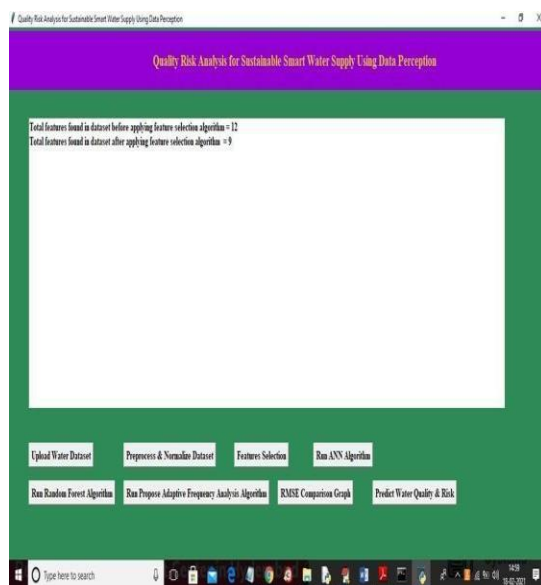 Quality Risk Analysis for Sustainable Smart Water Supply Using Data Perception
Quality Risk Analysis for Sustainable Smart Water Supply Using Data Perception
Total features found in dataset before applying feature selection algorithm = 12
Total features found in dataset after applying feature selection algorithm = 9
Upload Water Dataset
Preprocess & Normalize Dataset
Features Selection
Run ANN Algorithm
Run Random Forest Algorithm
Run Propose Adaptive Frequency Analysis Algorithm
RMSE Comparison Graph
Predict Water Quality & Risk
Type here to search
14:59